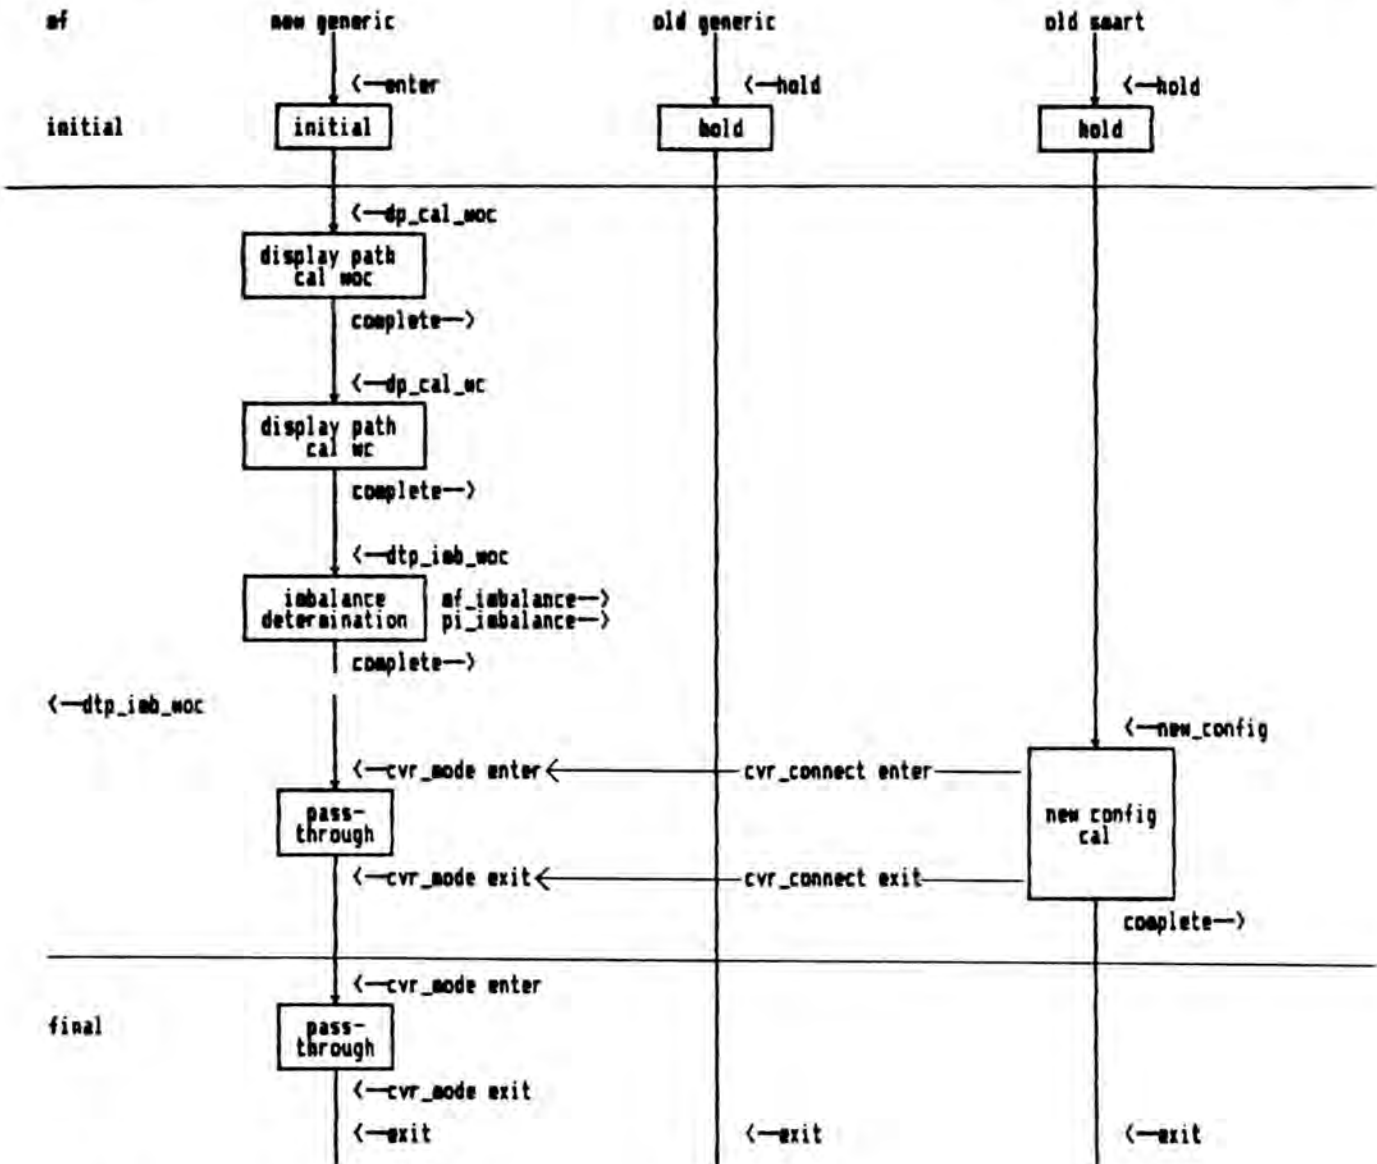 mf new generic old generic old smart
<—enter <—hold <—hold
initial initial hold hold
<—dp_cal_woc
display path
cal woc
complete—>
<—dp_cal_wc
display path
cal wc
complete—>
<—dtp_imb_woc
imbalance mf_imbalance—>
determination pi_imbalance—>
complete—>
<—dtp_imb_woc
<—new_config
<—cvr_mode enter cvr_connect enter
pass-
through
new config
cal
<—cvr_mode exit cvr_connect exit
complete—>
<—cvr_mode enter
final
pass-
through
<—cvr_mode exit
<—exit <—exit <—exit